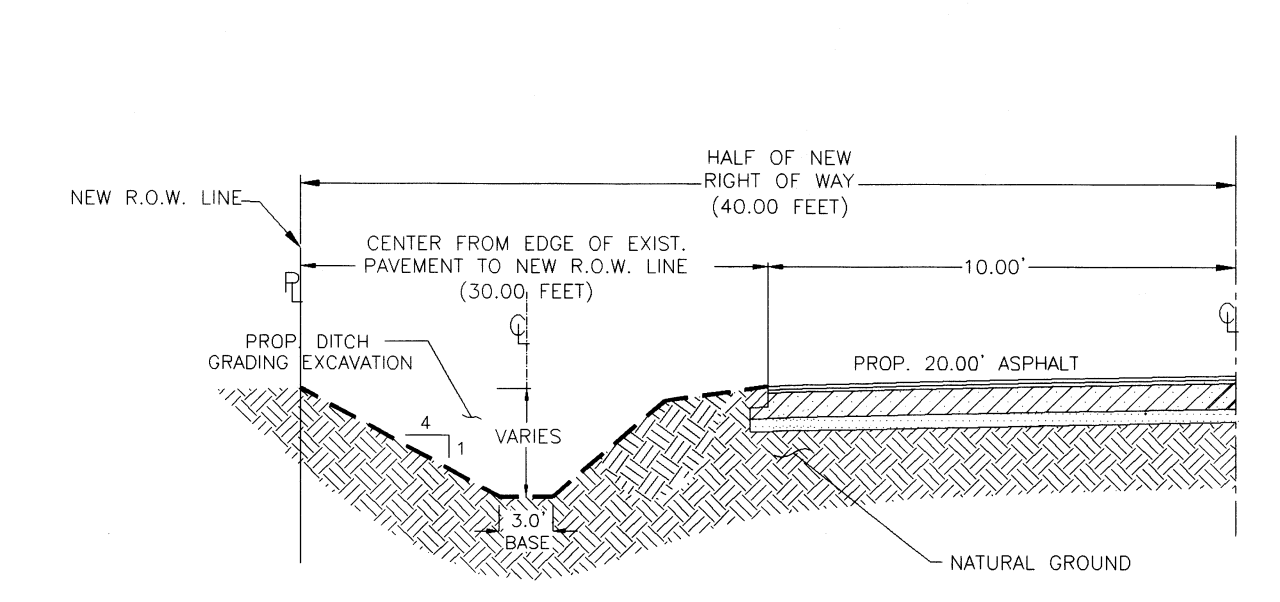 HALF OF NEW
RIGHT OF WAY
(40.00 FEET)
NEW R.O.W. LINE
CENTER FROM EDGE OF EXIST.
PAVEMENT TO NEW R.O.W. LINE
(30.00 FEET)
10.00'
PL
CL
CL
PROP. DITCH
GRADING EXCAVATION
PROP. 20.00' ASPHALT
4
1
VARIES
3.0'
BASE
NATURAL GROUND